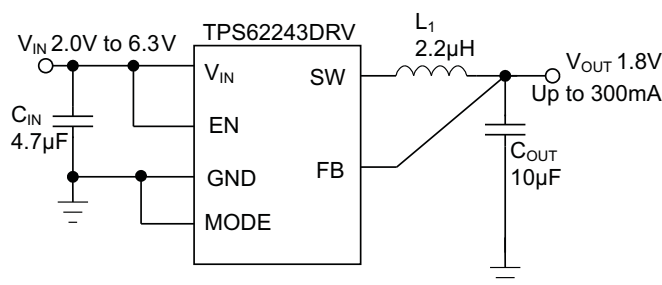 TPS62243DRV
V_IN 2.0V to 6.3V
L_1
2.2μH
V_OUT 1.8V
Up to 300mA
V_IN
SW
C_IN
4.7μF
EN
C_OUT
10μF
GND
FB
MODE